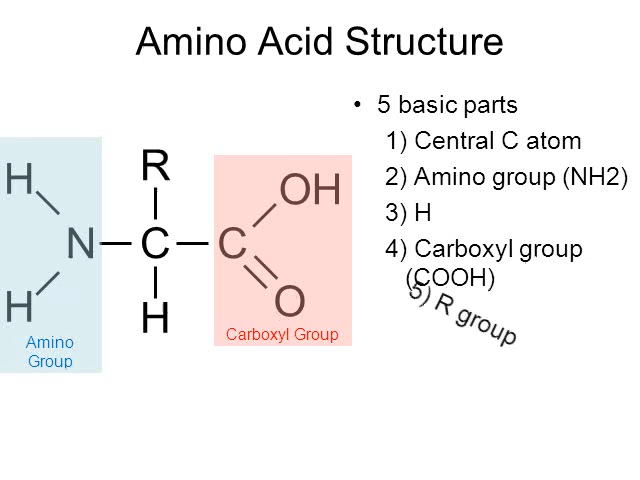 Amino Acid Structure
• 5 basic parts
1) Central C atom
2) Amino group (NH2)
3) H
4) Carboxyl group
(COOH)
5) R group
H
R
OH
N C C
H
H
O
Amino
Group
Carboxyl Group